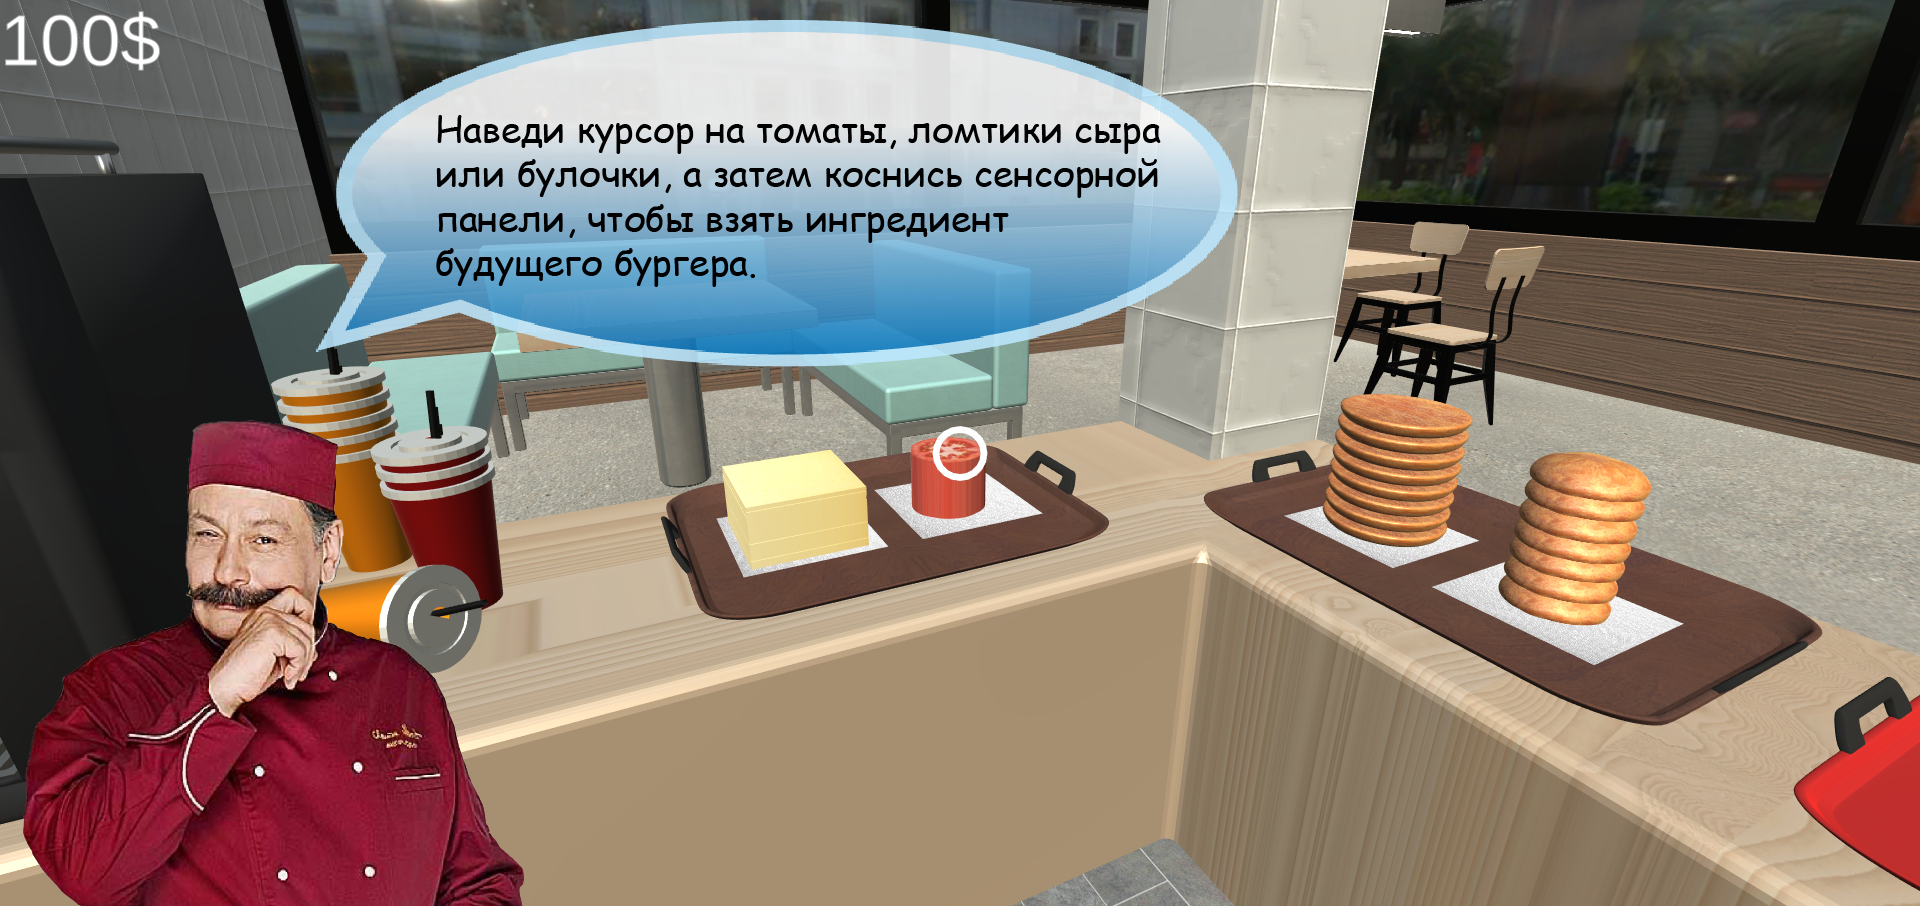 100$
Наведи курсор на томаты, ломтики сыра
или булочки, а затем коснись сенсорной
панели, чтобы взять ингредиент
будущего бургера.